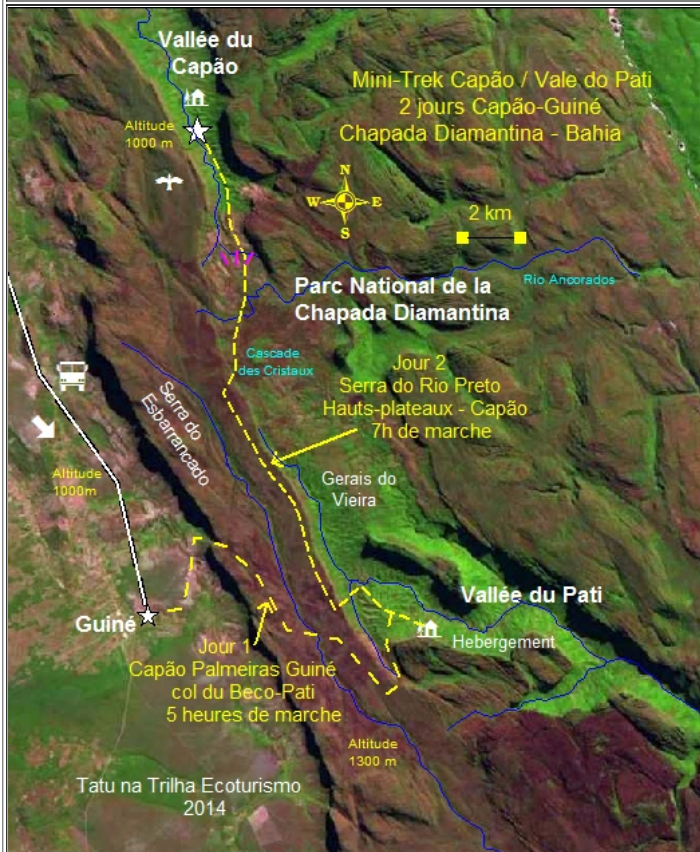 Vallée du
Capão
Mini-Trek Capão / Vale do Pati
2 jours Capão-Guiné
Chapada Diamantina - Bahia
Altitude
1000 m
N
W
E
S
2 km
Rio Ancorados
Parc National de la
Chapada Diamantina
Cascade
des Cristaux
Jour 2
Serra do Rio Preto
Hauts-plateaux - Capão
7h de marche
Serra do
Esbarrancado
Altitude
1000m
Gerais do
Vieira
Vallée du Pati
Guiné
Hebergement
Jour 1
Capão Palmeiras Guiné
col du Beco-Pati
5 heures de marche
Altitude
1300 m
Tatu na Trilha Ecoturismo
2014